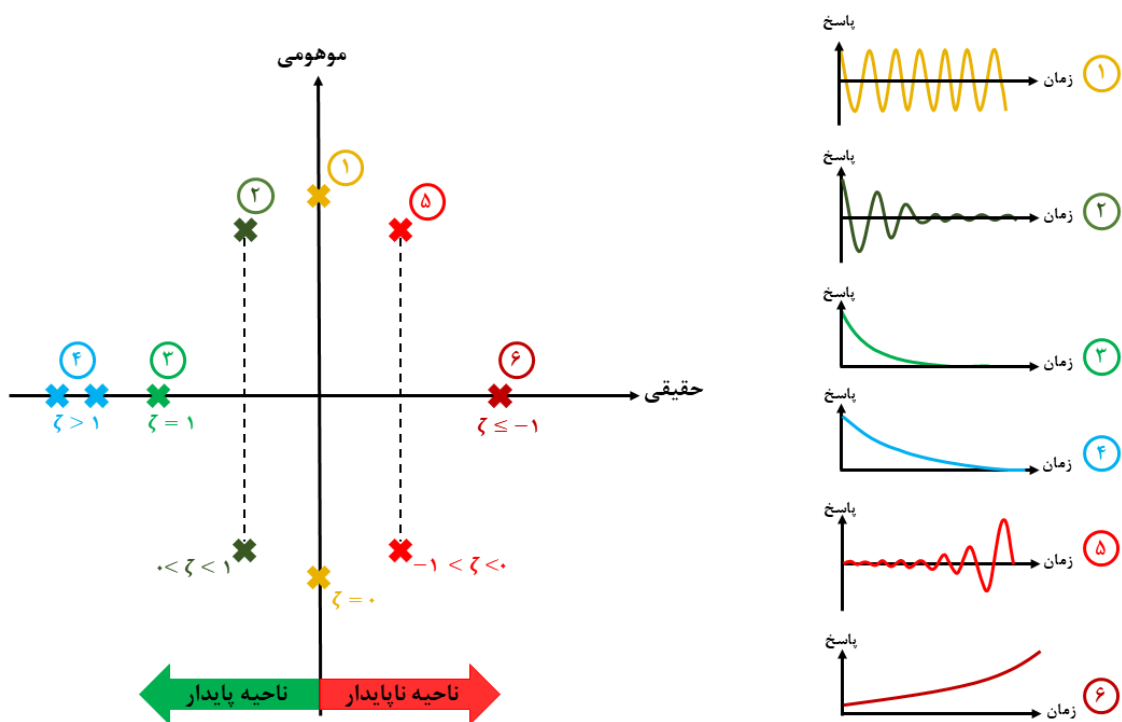 موهومی
۱
۲
۵
۴
۳
۶
حقیقی
ζ > ۱
ζ = ۱
ζ ≤ −۱
۰< ζ < ۱
−۱ < ζ <۰
ζ = ۰
ناحیه پایدار
ناحیه ناپایدار
پاسخ
زمان
۱
پاسخ
زمان
۲
پاسخ
زمان
۳
پاسخ
زمان
۴
پاسخ
زمان
۵
پاسخ
زمان
۶